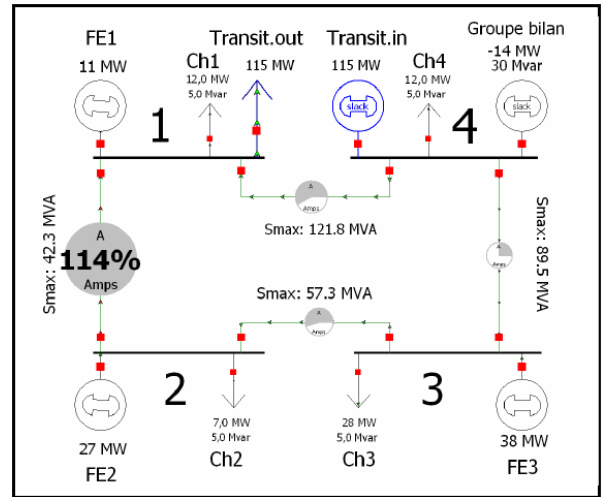 Groupe bilan
FE1
Transit.out
Transit.in
-14 MW
11 MW
Ch1
115 MW
115 MW
Ch4
30 Mvar
12,0 MW
12,0 MW
5,0 Mvar
5,0 Mvar
slack
slack
1
4
A
Amps
Smax: 121.8 MVA
Smax: 42.3 MVA
A
114%
Amps
A
Amps
Smax: 89.5 MVA
Smax: 57.3 MVA
A
Amps
2
3
7,0 MW
28 MW
5,0 Mvar
5,0 Mvar
38 MW
27 MW
Ch2
Ch3
FE3
FE2